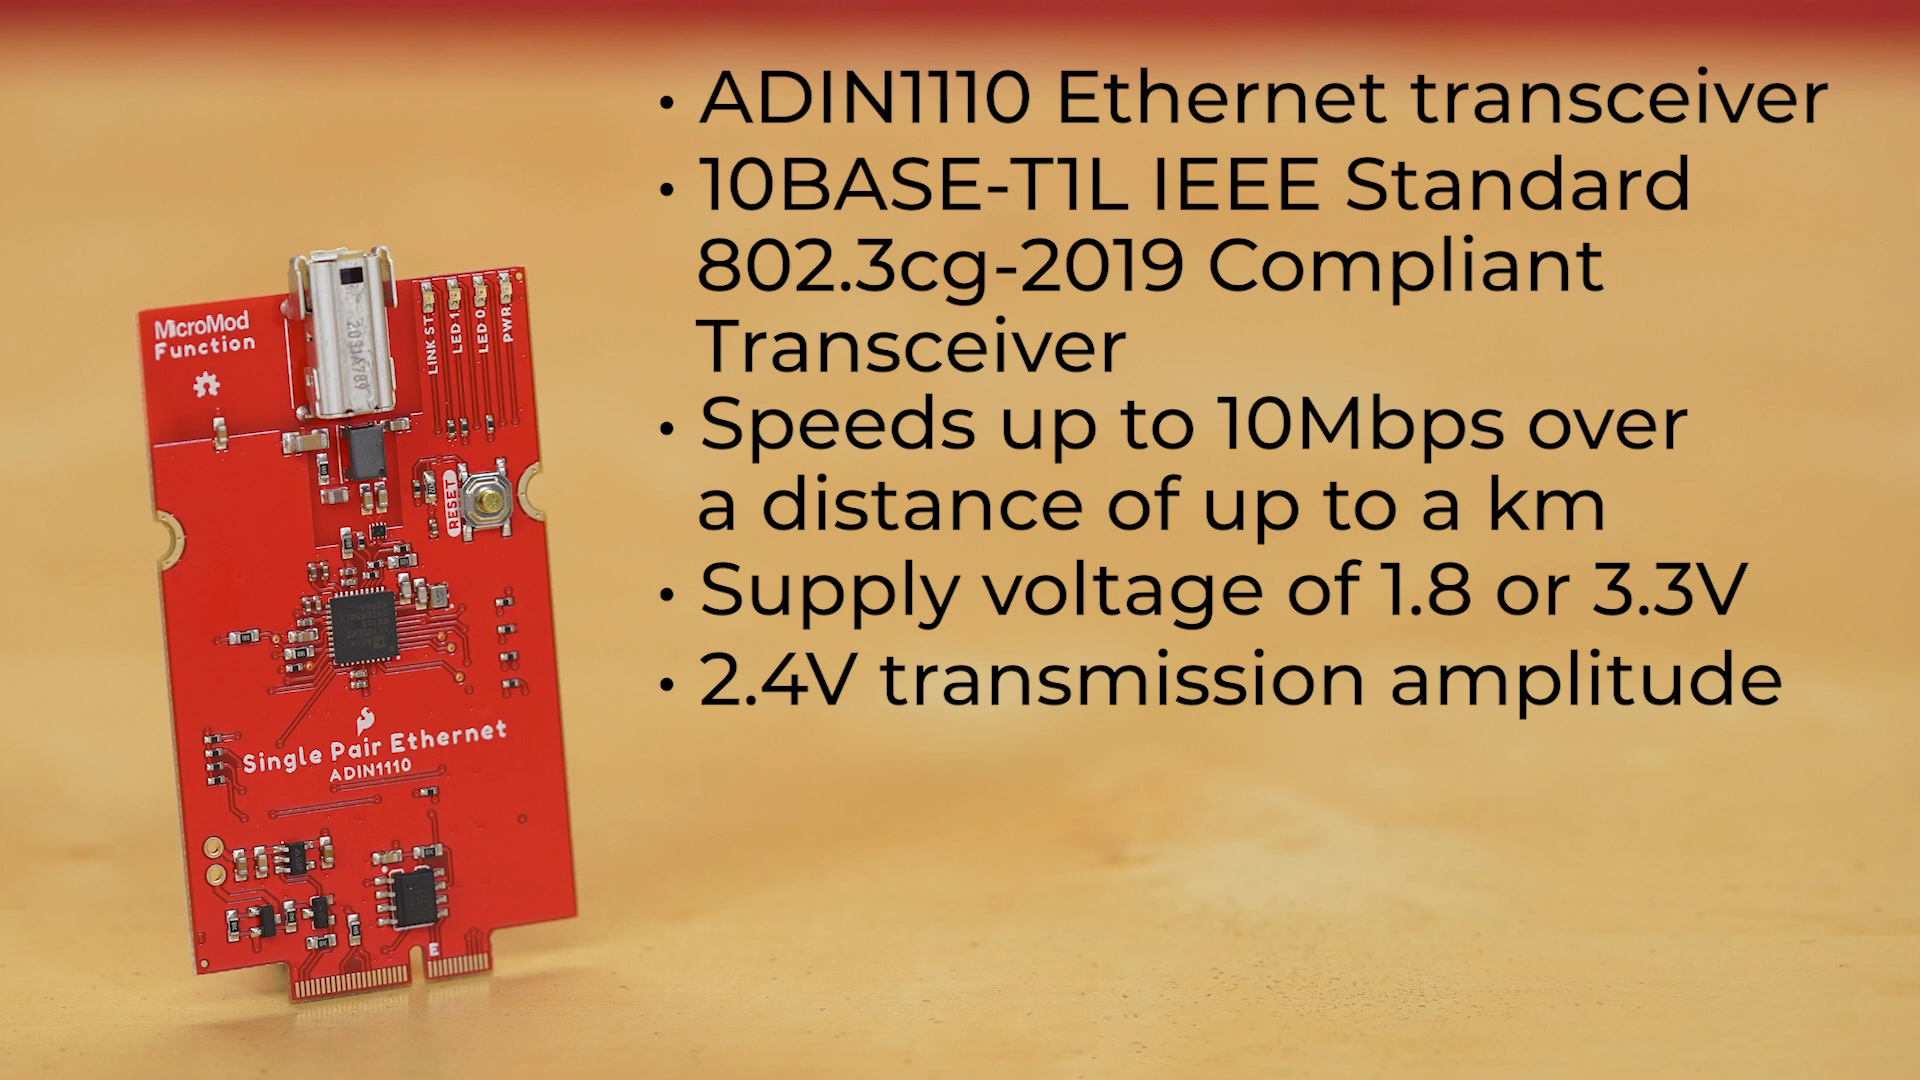 • ADIN1110 Ethernet transceiver
• 10BASE-T1L IEEE Standard
802.3cg-2019 Compliant
Transceiver
• Speeds up to 10Mbps over
a distance of up to a km
• Supply voltage of 1.8 or 3.3V
• 2.4V transmission amplitude
MicroMod
Function
2031A789
LINK ST
LED 1
LED 0
PWR
RESET
Single Pair Ethernet
ADIN1110
E